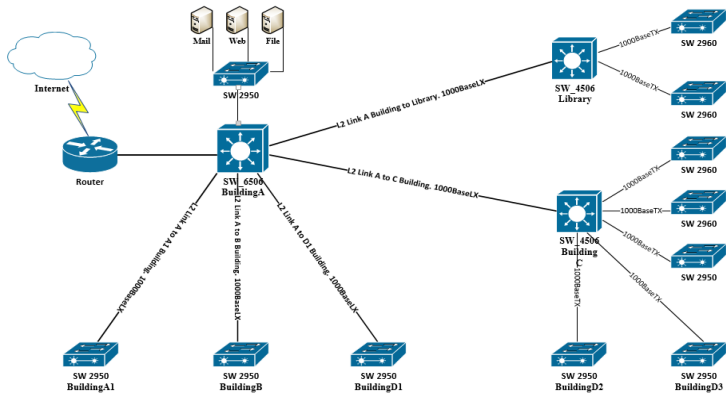 Mail Web File
Internet
SW 2950
Router
SW_6506
BuildingA
L2 Link A Building to Library. 1000BaseLX
SW_4506
Library
1000BaseTX
SW 2960
1000BaseTX
SW 2960
L2 Link A to C Building. 1000BaseLX
SW_4506
Building
C
1000BaseTX
SW 2960
1000BaseTX
SW 2960
1000BaseTX
SW 2950
L2 Link A to A1 Building. 1000BaseLX
L2 Link A to B Building. 1000BaseLX
L2 Link A to D1 Building. 1000BaseLX
1000BaseTX
1000BaseTX
SW 2950
BuildingA1
SW 2950
BuildingB
SW 2950
BuildingD1
SW 2950
BuildingD2
SW 2950
BuildingD3